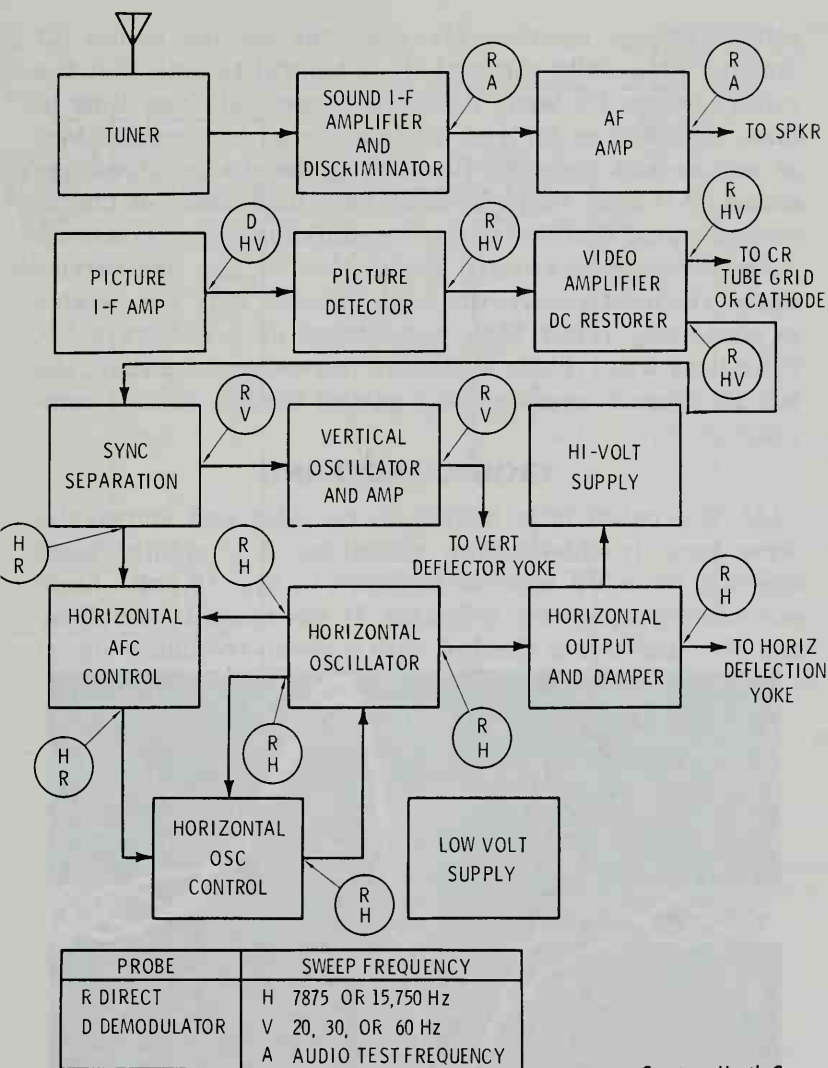 TUNER
SOUND I-F
AMPLIFIER
AND
DISCRIMINATOR
R
A
AF
AMP
R
A
TO SPKR
PICTURE
I-F AMP
D
HV
PICTURE
DETECTOR
R
HV
VIDEO
AMPLIFIER
DC RESTORER
R
HV
TO CR
TUBE GRID
OR CATHODE
R
HV
SYNC
SEPARATION
R
V
VERTICAL
OSCILLATOR
AND AMP
R
V
TO VERT
DEFLECTOR YOKE
HI-VOLT
SUPPLY
H
R
HORIZONTAL
AFC
CONTROL
R
H
HORIZONTAL
OSCILLATOR
R
H
HORIZONTAL
OUTPUT
AND DAMPER
R
H
TO HORIZ
DEFLECTION
YOKE
H
R
R
H
HORIZONTAL
OSC
CONTROL
R
H
LOW VOLT
SUPPLY
PROBE SWEEP FREQUENCY
R DIRECT H 7875 OR 15,750 Hz
D DEMODULATOR V 20, 30, OR 60 Hz
A AUDIO TEST FREQUENCY